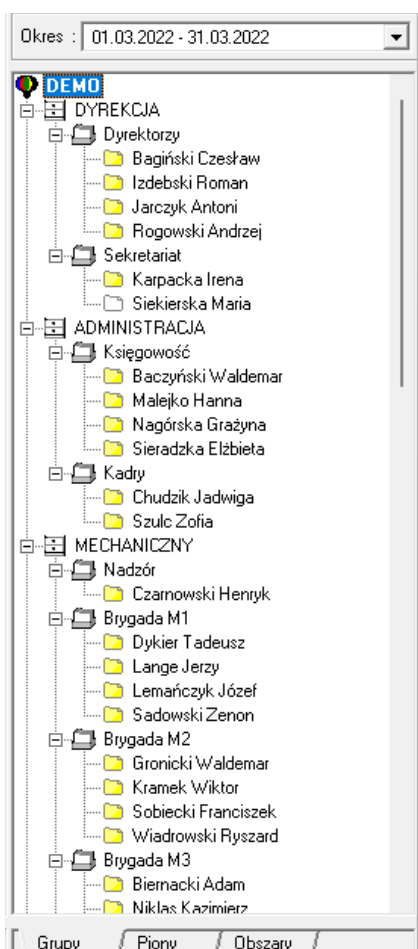 Okres : 01.03.2022 - 31.03.2022
DEMO
DYREKCJA
Dyrektorzy
Bagiński Czesław
Izdebski Roman
Jarczyk Antoni
Rogowski Andrzej
Sekretariat
Karpacka Irena
Siekierska Maria
ADMINISTRACJA
Księgowość
Baczyński Waldemar
Malejko Hanna
Nagórska Grażyna
Sieradzka Elżbieta
Kadry
Chudzik Jadwiga
Szulc Zofia
MECHANICZNY
Nadzór
Czarnowski Henryk
Brygada M1
Dykier Tadeusz
Lange Jerzy
Lemańczyk Józef
Sadowski Zenon
Brygada M2
Gronicki Waldemar
Kramek Wiktor
Sobiecki Franciszek
Wiadrowski Ryszard
Brygada M3
Biernacki Adam
Niklas Kazimierz
Grupy Piony Obszary